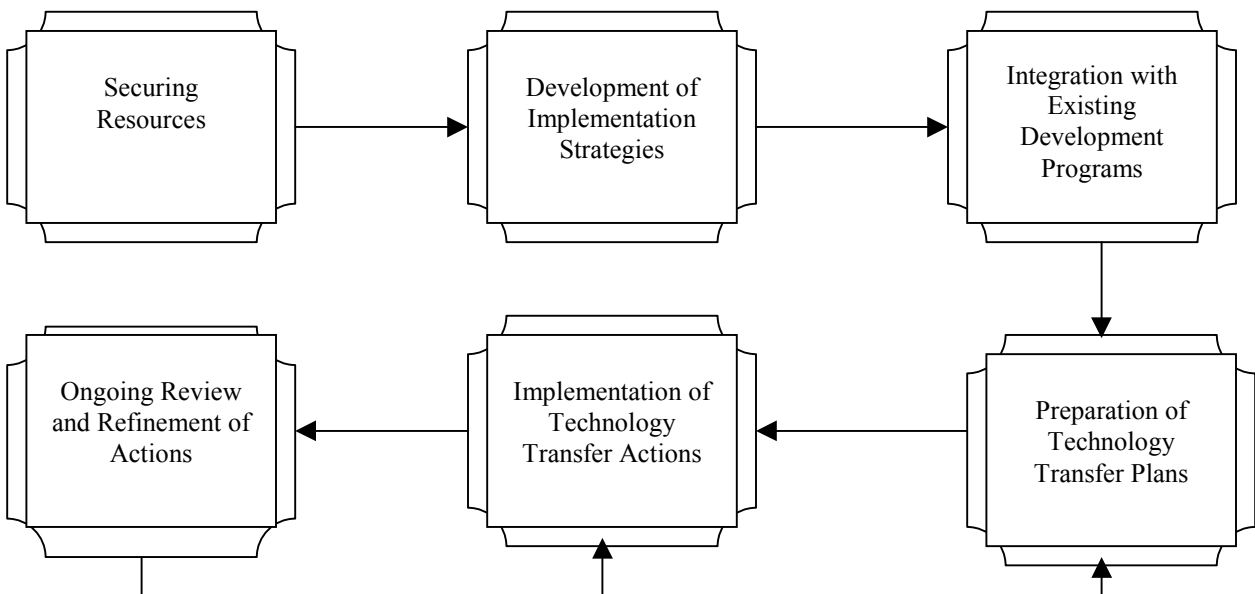 Securing
Resources
Development of
Implementation
Strategies
Integration with
Existing
Development
Programs
Ongoing Review
and Refinement of
Actions
Implementation of
Technology
Transfer Actions
Preparation of
Technology
Transfer Plans